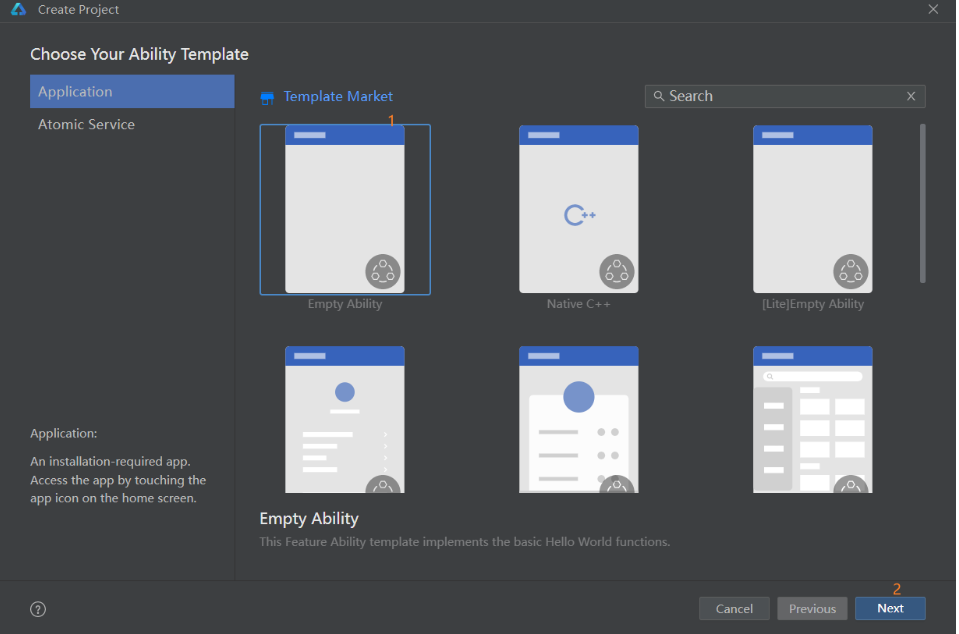 Create Project
Choose Your Ability Template
Application
Atomic Service
Template Market
Search
1
Empty Ability
C++
Native C++
[Lite]Empty Ability
Application:
An installation-required app.
Access the app by touching the
app icon on the home screen.
Empty Ability
This Feature Ability template implements the basic Hello World functions.
2
?
Cancel
Previous
Next